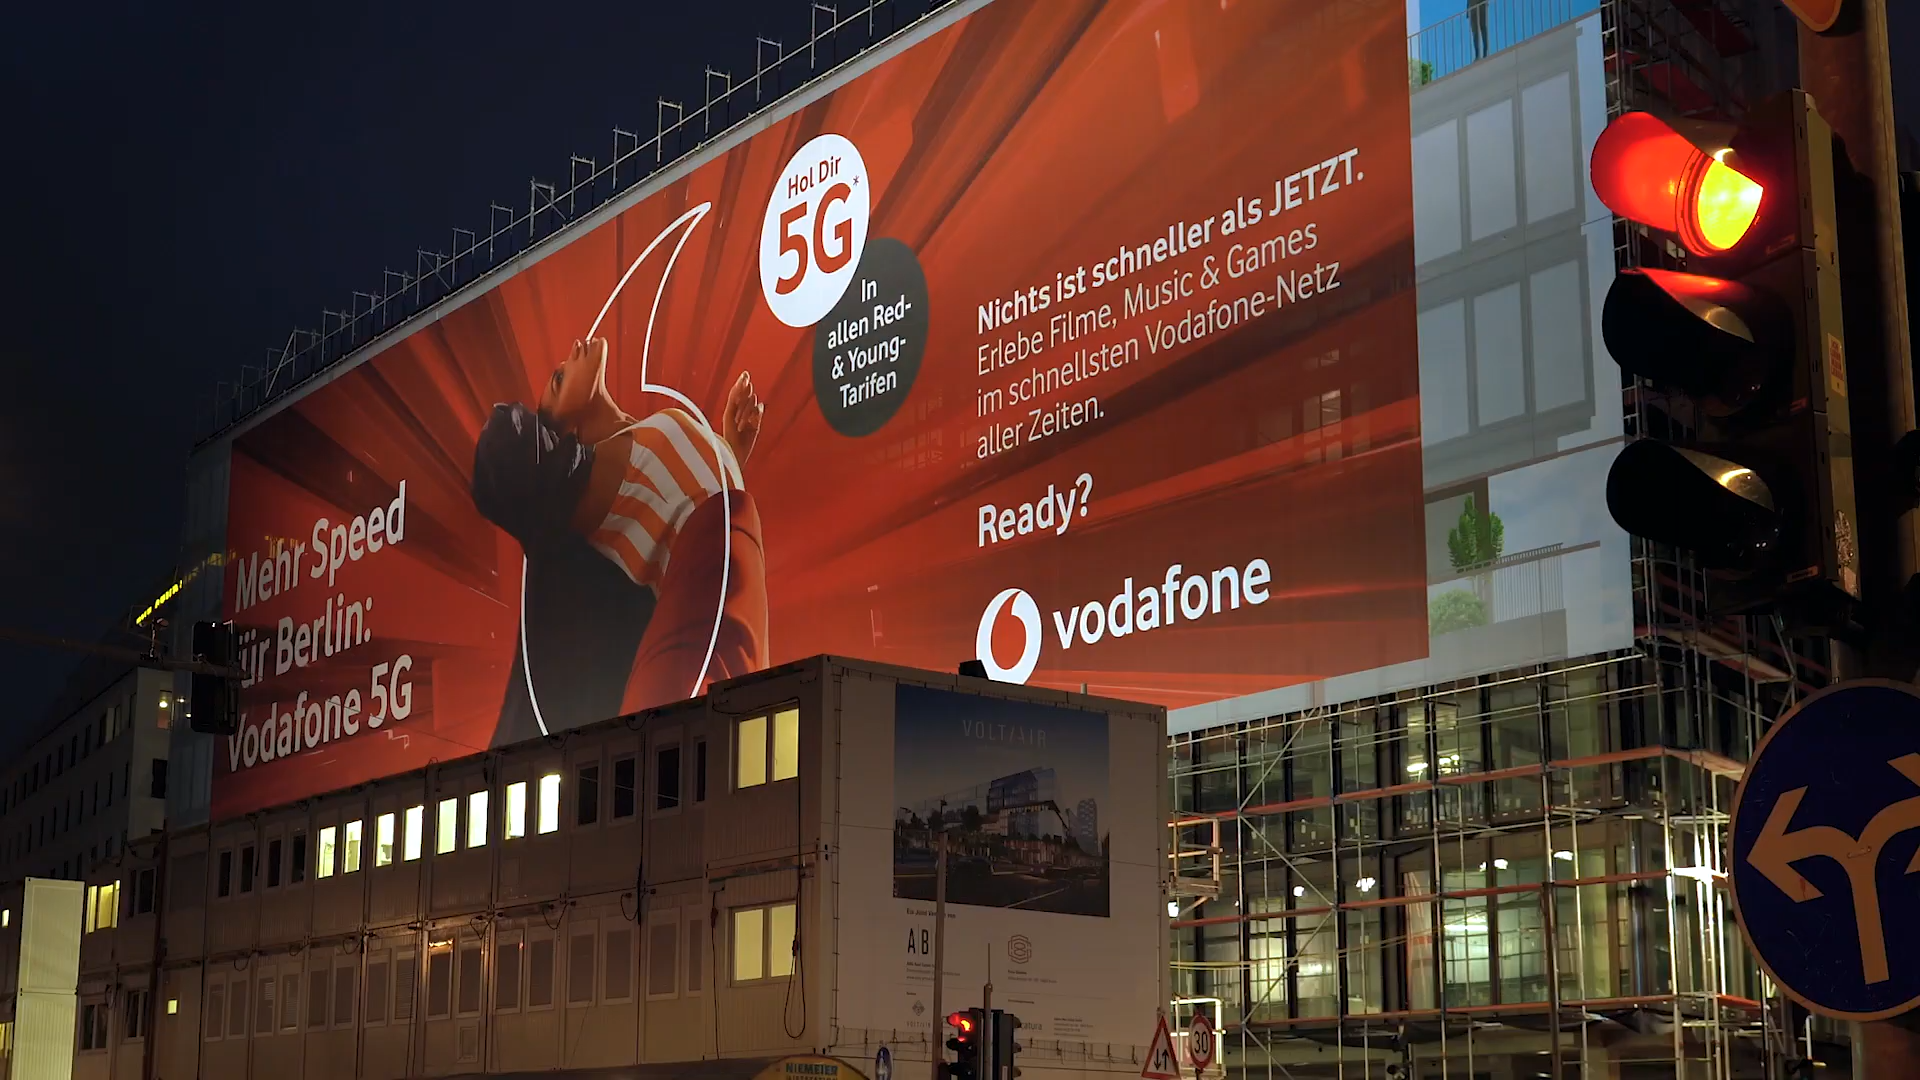 Hol Dir
5G*
In
allen Red-
& Young-
Tarifen
Nichts ist schneller als JETZT.
Erlebe Filme, Music & Games
im schnellsten Vodafone-Netz
aller Zeiten.
Ready?
vodafone
Mehr Speed
für Berlin:
Vodafone 5G
VOLTAIR
AB
30
NIEMEIER